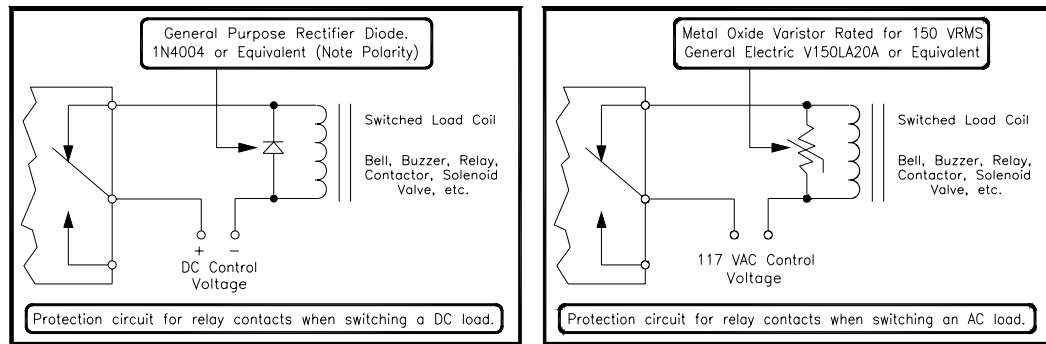 General Purpose Rectifier Diode.
1N4004 or Equivalent (Note Polarity)
Switched Load Coil
Bell, Buzzer, Relay,
Contactor, Solenoid
Valve, etc.
+ −
DC Control
Voltage
Protection circuit for relay contacts when switching a DC load.
Metal Oxide Varistor Rated for 150 VRMS
General Electric V150LA20A or Equivalent
Switched Load Coil
Bell, Buzzer, Relay,
Contactor, Solenoid
Valve, etc.
117 VAC Control
Voltage
Protection circuit for relay contacts when switching an AC load.